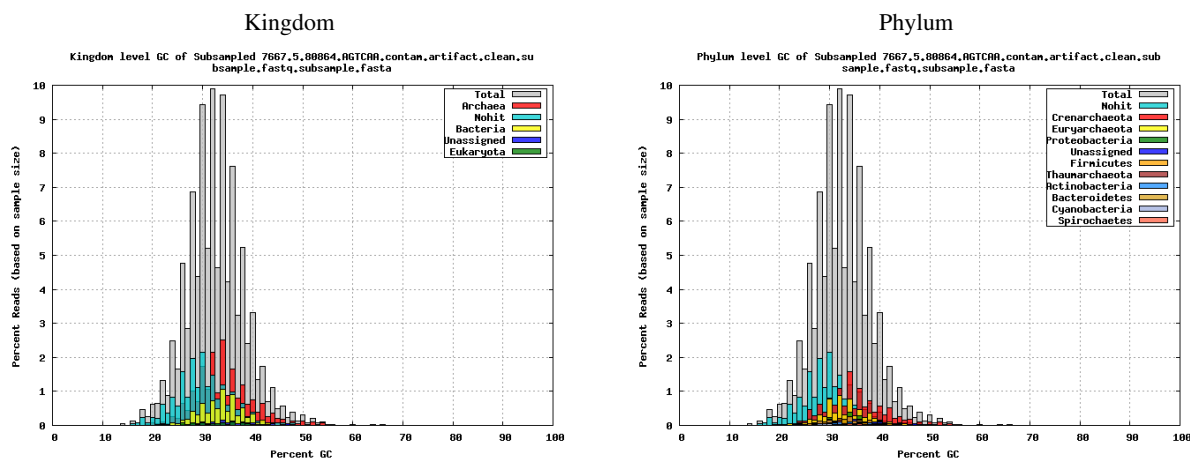 Kingdom
Kingdom level GC of Subsampled 7667.5.80864.AGTCAA.contam.artifact.clean.su
bsample.fastq.subsample.fasta
Percent Reads (based on sample size)
10
9
8
7
6
5
4
3
2
1
0
Total
Archaea
Nohit
Bacteria
Unassigned
Eukaryota
0 10 20 30 40 50 60 70 80 90 100
Percent GC
Phylum
Phylum level GC of Subsampled 7667.5.80864.AGTCAA.contam.artifact.clean.sub
sample.fastq.subsample.fasta
Percent Reads (based on sample size)
10
9
8
7
6
5
4
3
2
1
0
Total
Nohit
Crenarchaeota
Euryarchaeota
Proteobacteria
Unassigned
Firmicutes
Thaumarchaeota
Actinobacteria
Bacteroidetes
Cyanobacteria
Spirochaetes
0 10 20 30 40 50 60 70 80 90 100
Percent GC